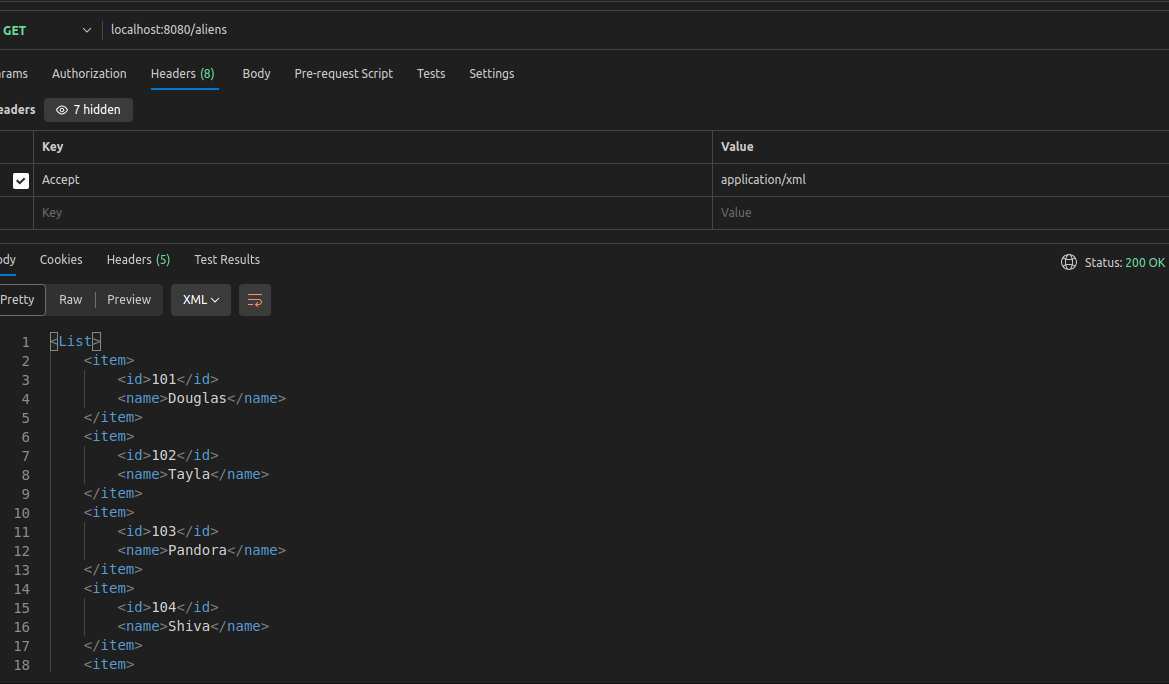 GET localhost:8080/aliens
rams Authorization Headers (8) Body Pre-request Script Tests Settings
eaders 7 hidden
Key Value
Accept application/xml
Key Value
ody Cookies Headers (5) Test Results Status: 200 OK
Pretty Raw Preview XML
1 <List>
2 <item>
3 <id>101</id>
4 <name>Douglas</name>
5 </item>
6 <item>
7 <id>102</id>
8 <name>Tayla</name>
9 </item>
10 <item>
11 <id>103</id>
12 <name>Pandora</name>
13 </item>
14 <item>
15 <id>104</id>
16 <name>Shiva</name>
17 </item>
18 <item>